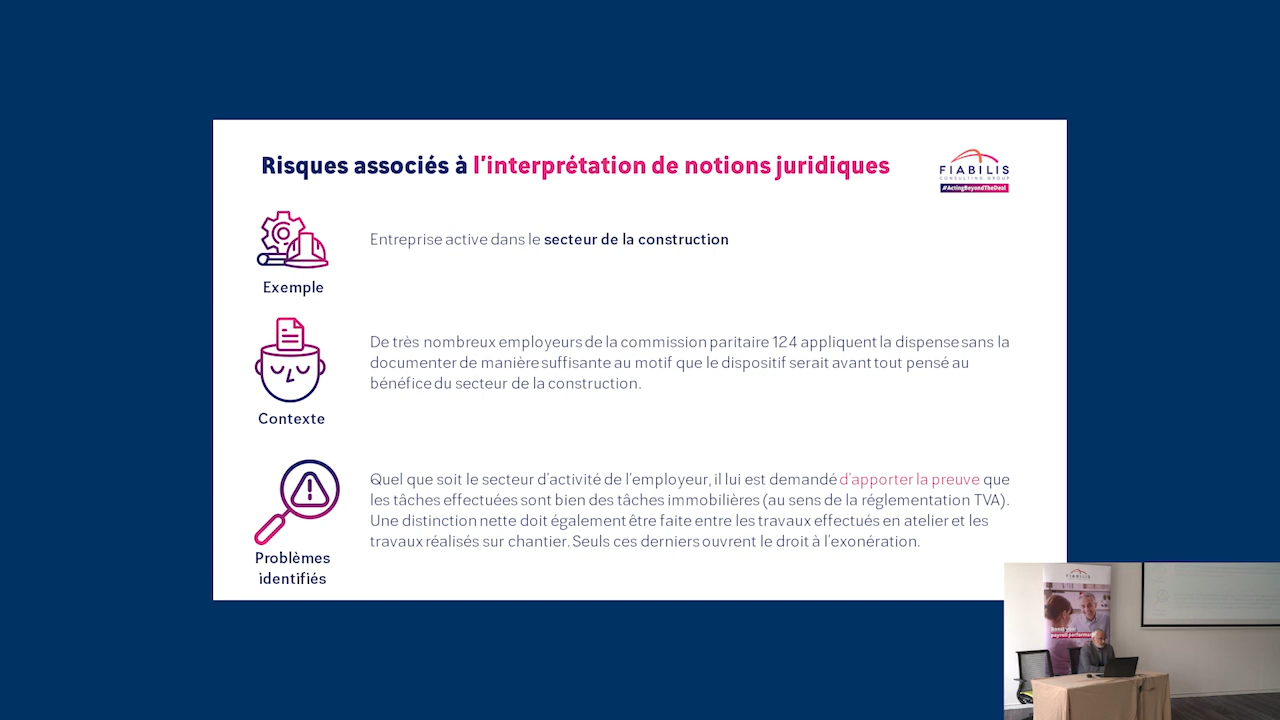 Risques associés à l'interprétation de notions juridiques
FIABILIS
CONSULTING GROUP
#ActingBeyondTheDeal
Entreprise active dans le secteur de la construction
Exemple
De très nombreux employeurs de la commission paritaire 124 appliquent la dispense sans la
documenter de manière suffisante au motif que le dispositif serait avant tout pensé au
bénéfice du secteur de la construction.
Contexte
Quel que soit le secteur d'activité de l'employeur, il lui est demandé d'apporter la preuve que
les tâches effectuées sont bien des tâches immobilières (au sens de la réglementation TVA).
Une distinction nette doit également être faite entre les travaux effectués en atelier et les
travaux réalisés sur chantier. Seuls ces derniers ouvrent le droit à l'exonération.
Problèmes
identifiés
FIABILIS
payroll performance